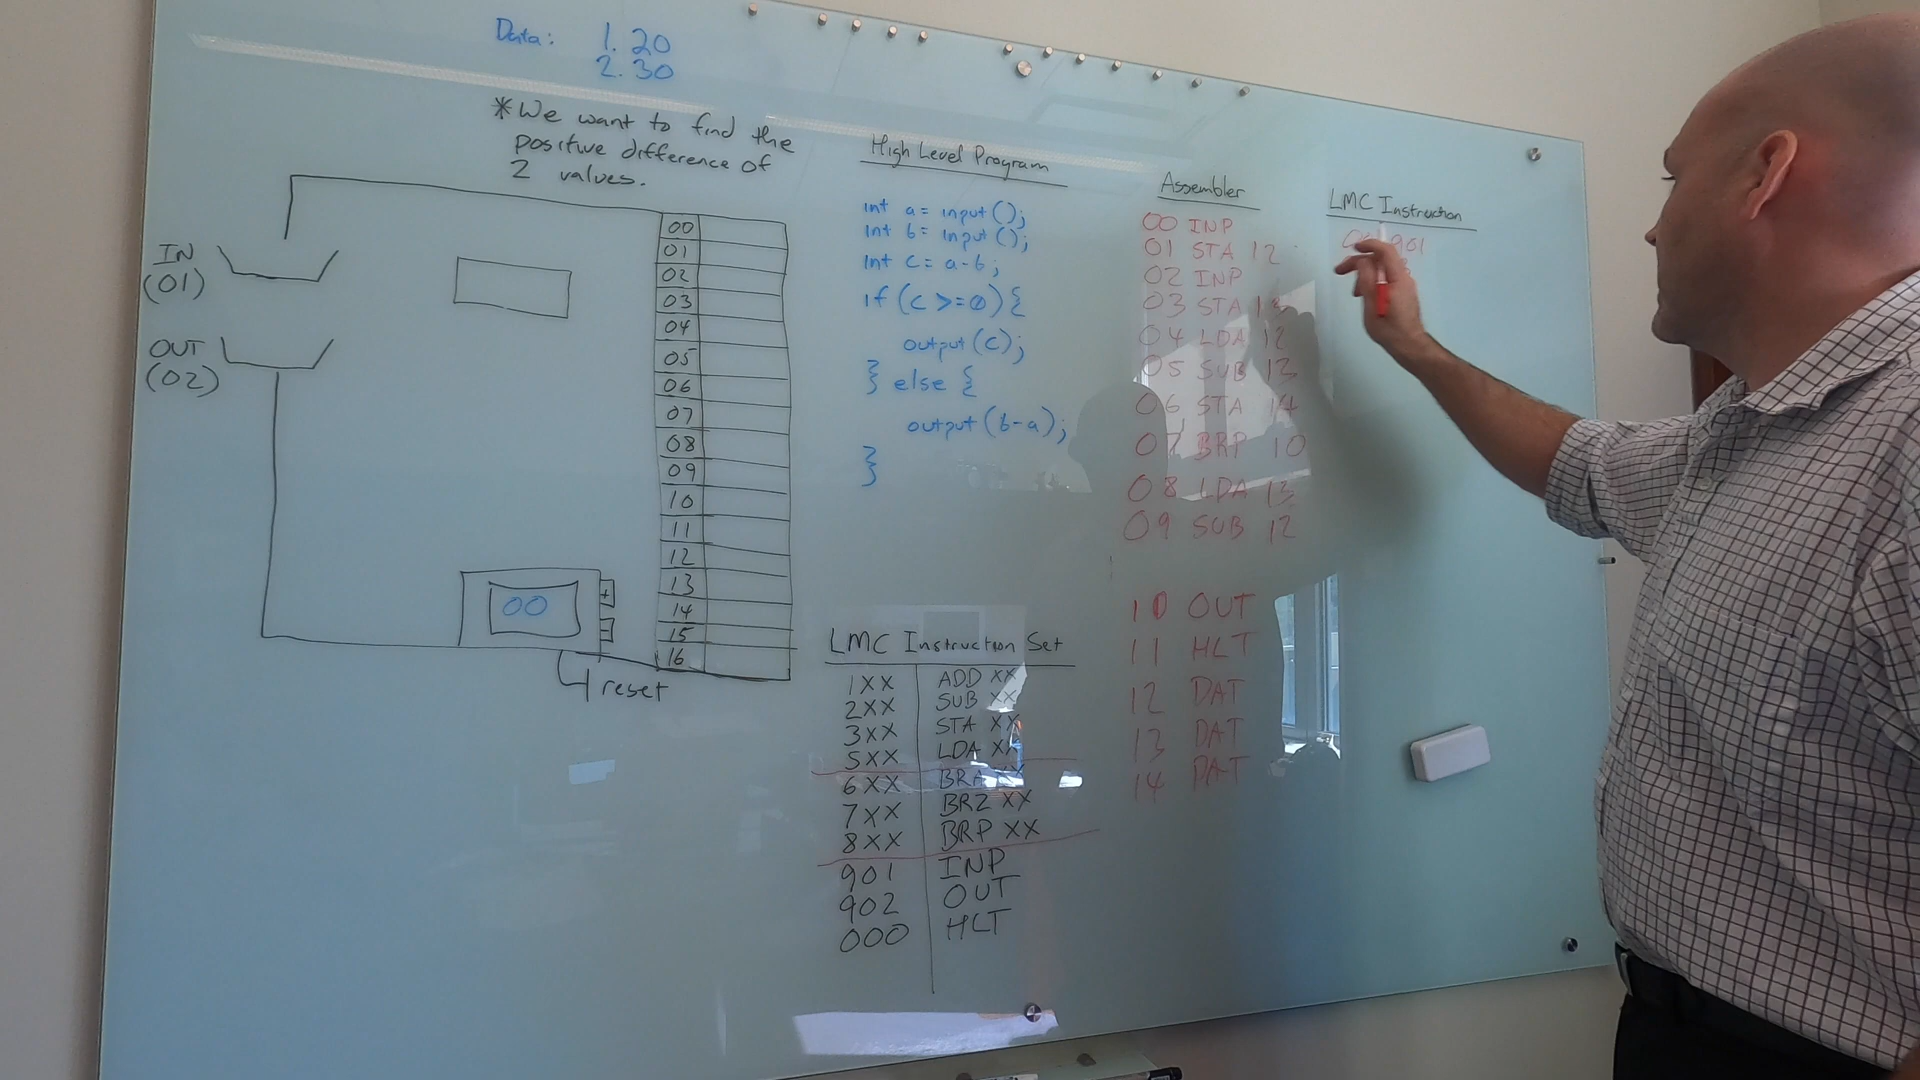 Data: 1. 20
2. 30
*We want to find the
positive difference of
2 values.
IN
(01)
OUT
(02)
00
01
02
03
04
05
06
07
08
09
10
11
12
13
14
15
16
00
+
-
reset
High Level Program
int a = input();
int b = input();
int c = a-b;
if (c >= 0) {
output(c);
} else {
output(b-a);
}
LMC Instruction Set
1XX ADD XX
2XX SUB XX
3XX STA XX
5XX LDA XX
6XX BRA XX
7XX BRZ XX
8XX BRP XX
901 INP
902 OUT
000 HLT
Assembler
00 INP
01 STA 12
02 INP
03 STA 13
04 LDA 12
05 SUB 13
06 STA 14
07 BRP 10
08 LDA 13
09 SUB 12
10 OUT
11 HLT
12 DAT
13 DAT
14 DAT
LMC Instruction
901